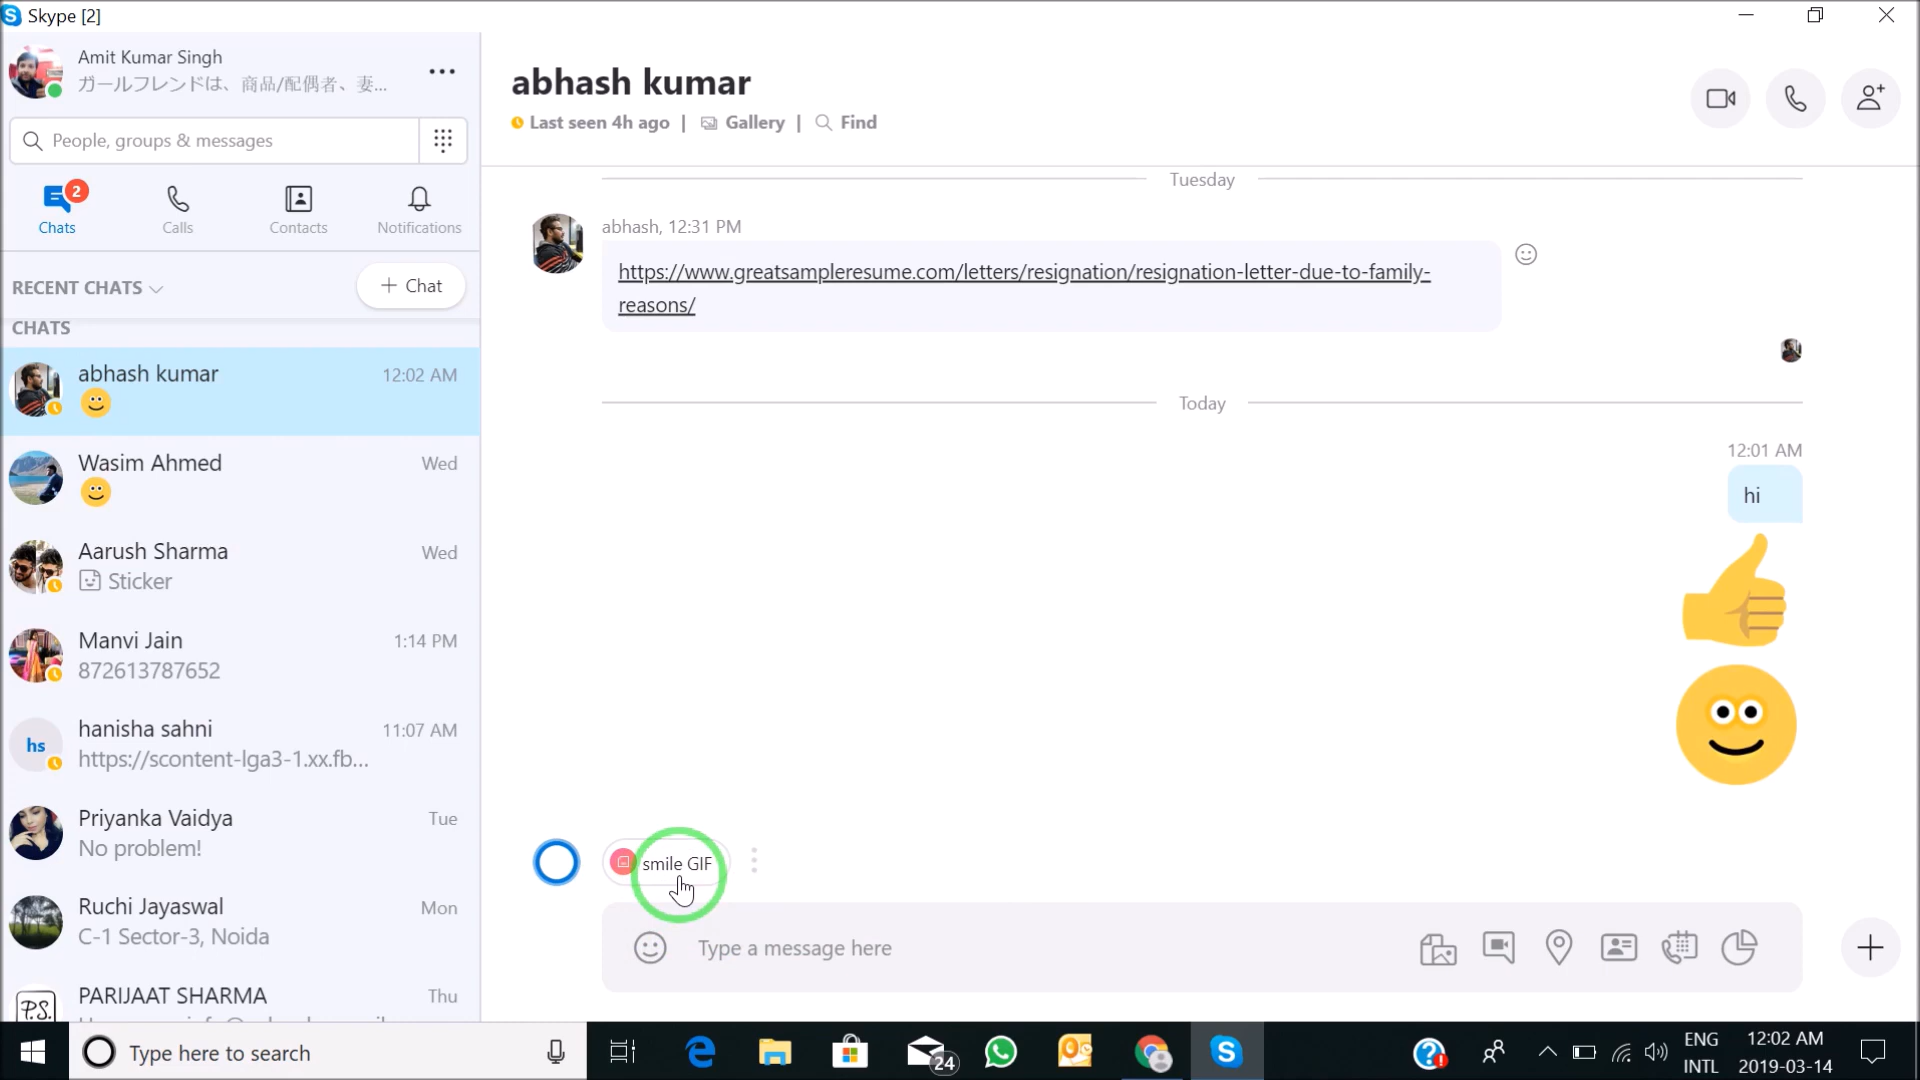 Skype [2]
Amit Kumar Singh
ガールフレンドは、商品/配偶者、妻...
People, groups & messages
2
Chats
Calls
Contacts
Notifications
RECENT CHATS
+ Chat
CHATS
abhash kumar
12:02 AM
Wasim Ahmed
Wed
Aarush Sharma
Wed
Sticker
Manvi Jain
1:14 PM
872613787652
hs
hanisha sahni
11:07 AM
https://scontent-lga3-1.xx.fb...
Priyanka Vaidya
Tue
No problem!
Ruchi Jayaswal
Mon
C-1 Sector-3, Noida
P.S.
PARIJAAT SHARMA
Thu
abhash kumar
Last seen 4h ago | Gallery | Find
Tuesday
abhash, 12:31 PM
https://www.greatsampleresume.com/letters/resignation/resignation-letter-due-to-family-
reasons/
Today
12:01 AM
hi
smile GIF
Type a message here
Type here to search
24
ENG
INTL
12:02 AM
2019-03-14